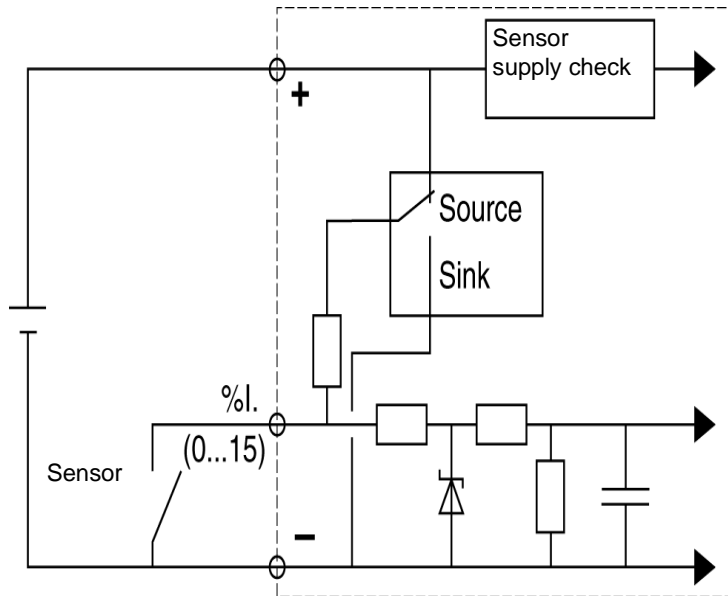 Sensor
supply check
+
Source
Sink
%I.
(0...15)
Sensor
–